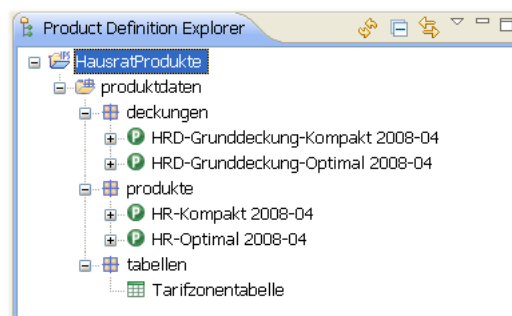 Product Definition Explorer
HausratProdukte
produktdaten
deckungen
HRD-Grunddeckung-Kompakt 2008-04
HRD-Grunddeckung-Optimal 2008-04
produkte
HR-Kompakt 2008-04
HR-Optimal 2008-04
tabellen
Tarifzonentabelle